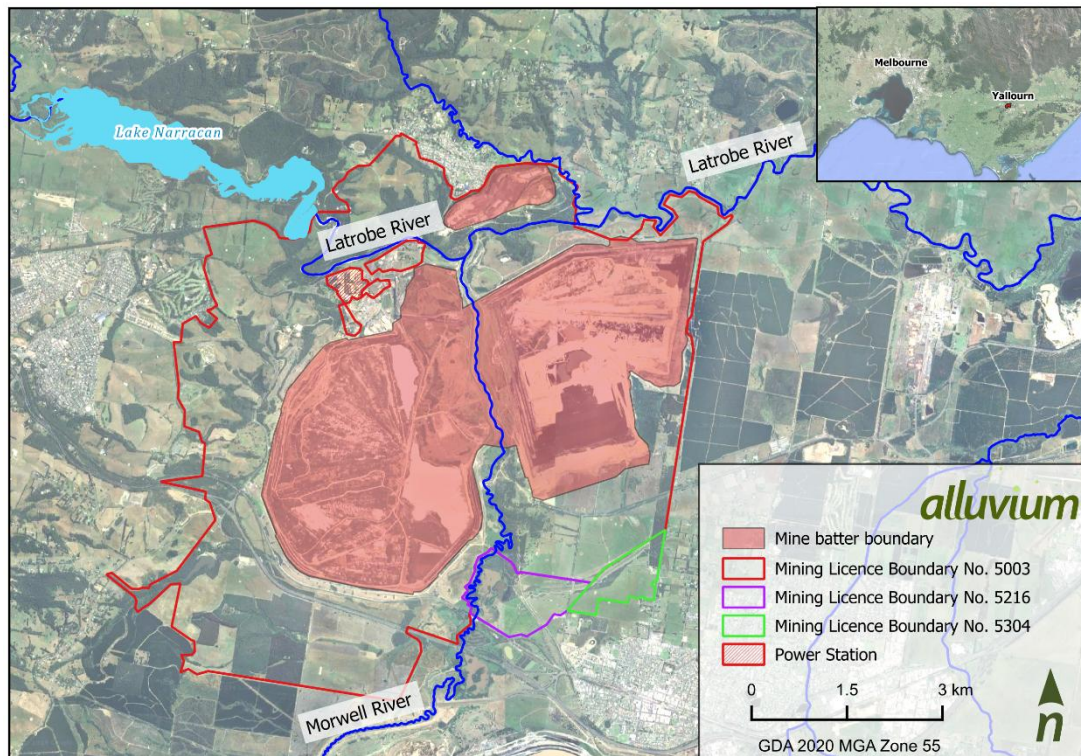 Melbourne
Yallourn
Lake Narracan
Latrobe River
Latrobe River
Morwell River
alluvium
Mine batter boundary
Mining Licence Boundary No. 5003
Mining Licence Boundary No. 5216
Mining Licence Boundary No. 5304
Power Station
0 1.5 3 km
n
GDA 2020 MGA Zone 55